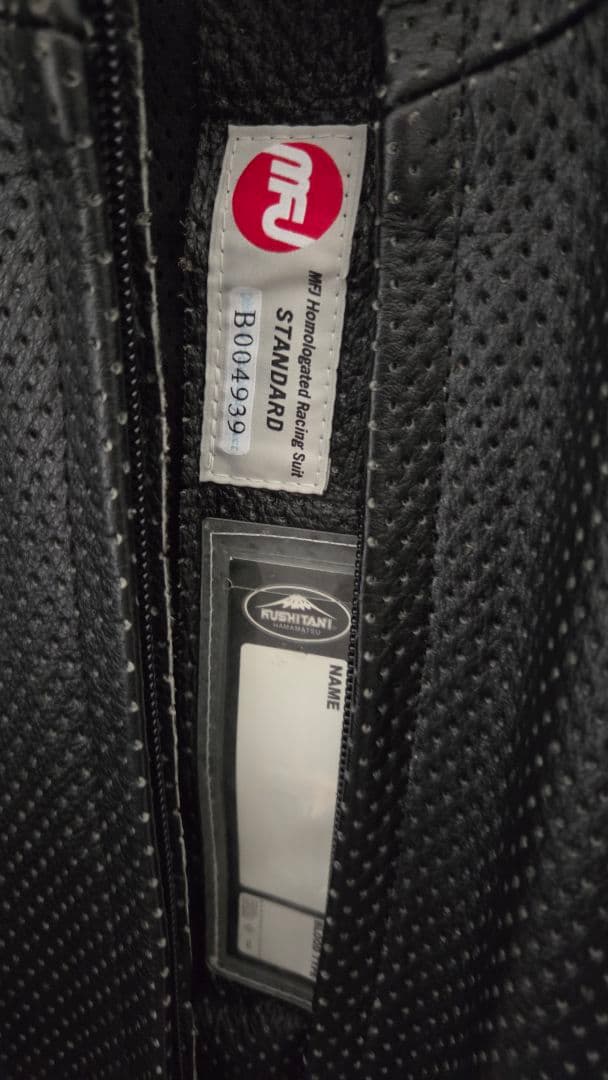 MFJ
MFJ Homologated Racing Suit
STANDARD
B004939
KUSHITANI
HAMAMATSU
NAME